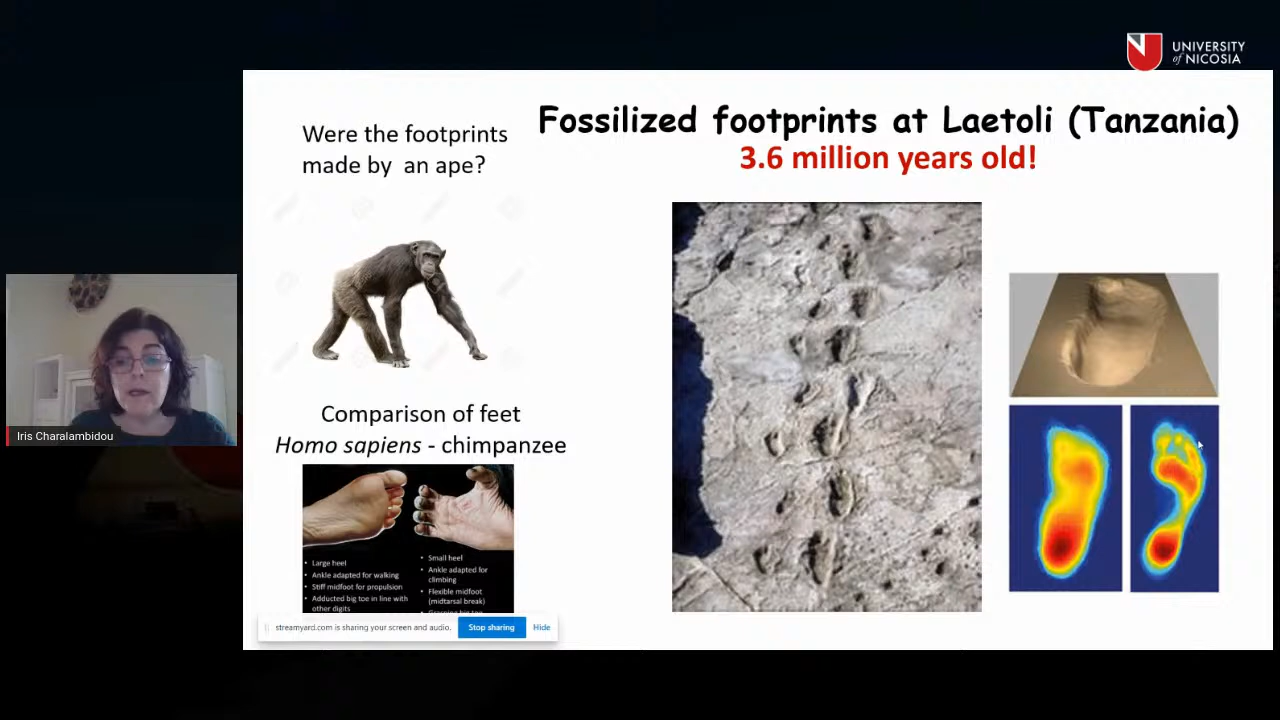 UNIVERSITY
of NICOSIA
Fossilized footprints at Laetoli (Tanzania)
3.6 million years old!
Were the footprints
made by an ape?
Comparison of feet
Homo sapiens - chimpanzee
• Large heel
• Ankle adapted for walking
• Stiff midfoot for propulsion
• Adducted big toe in line with
other digits
• Small heel
• Ankle adapted for
climbing
• Flexible midfoot
(midtarsal break)
Iris Charalambidou
streamyard.com is sharing your screen and audio.
Stop sharing
Hide